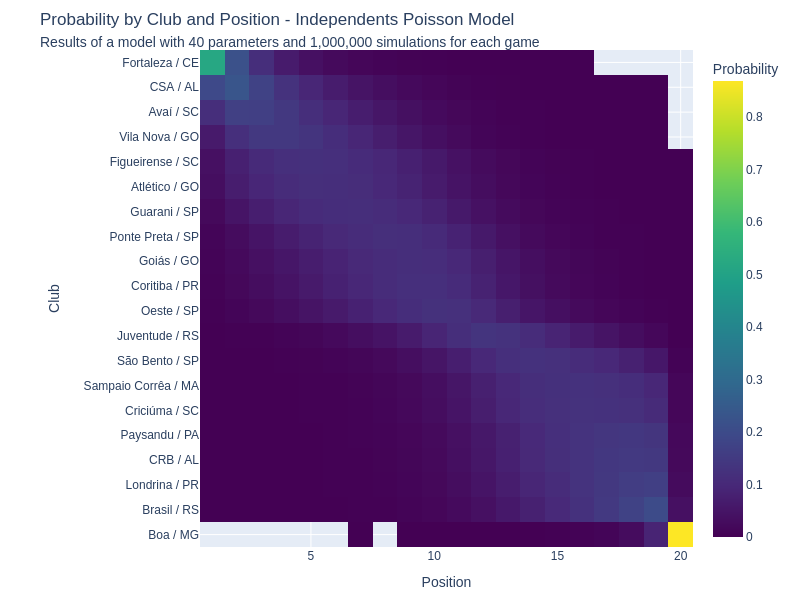 Probability by Club and Position - Independents Poisson Model
Results of a model with 40 parameters and 1,000,000 simulations for each game
Probability
Fortaleza / CE
CSA / AL
Avaí / SC
Vila Nova / GO
Figueirense / SC
Atlético / GO
Guarani / SP
Ponte Preta / SP
Goiás / GO
Coritiba / PR
Oeste / SP
Juventude / RS
São Bento / SP
Sampaio Corrêa / MA
Criciúma / SC
Paysandu / PA
CRB / AL
Londrina / PR
Brasil / RS
Boa / MG
Club
5
10
15
20
Position
0.8
0.7
0.6
0.5
0.4
0.3
0.2
0.1
0